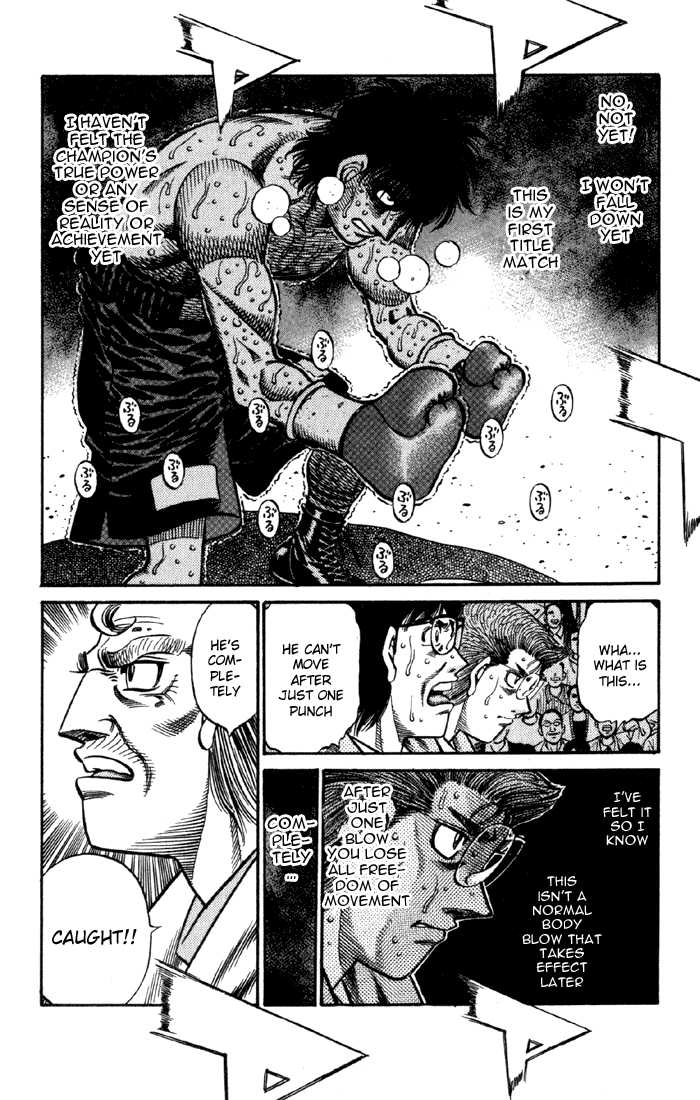 NO,
NOT
YET!
I WON'T
FALL
DOWN
YET
THIS
IS MY
FIRST
TITLE
MATCH
I HAVEN'T
FELT THE
CHAMPION'S
TRUE POWER
OR ANY
SENSE OF
REALITY OR
ACHIEVEMENT
YET
ぶる
ぶる
ぶる
ぶる
ぶる
ぶる
ぶる
ぶる
ぶる
ぶる
ぶる
WHA...
WHAT IS
THIS...
HE CAN'T
MOVE
AFTER
JUST ONE
PUNCH
HE'S
COM-
PLE-
TELY
CAUGHT!!
I'VE
FELT IT
SO I
KNOW
THIS
ISN'T A
NORMAL
BODY
BLOW THAT
TAKES
EFFECT
LATER
AFTER
JUST
ONE
BLOW
YOU LOSE
ALL FREE-
DOM OF
MOVEMENT
COM-
PLE-
TELY
...